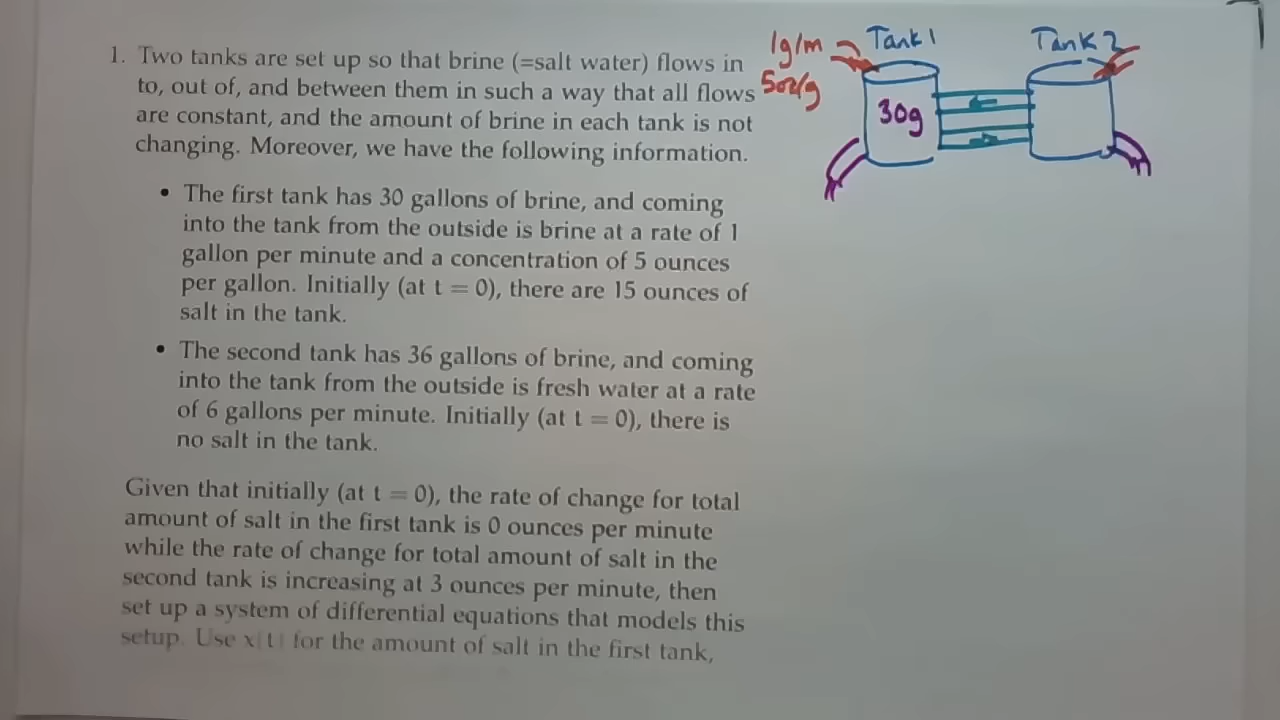 1. Two tanks are set up so that brine (=salt water) flows in
to, out of, and between them in such a way that all flows
are constant, and the amount of brine in each tank is not
changing. Moreover, we have the following information.
• The first tank has 30 gallons of brine, and coming
into the tank from the outside is brine at a rate of 1
gallon per minute and a concentration of 5 ounces
per gallon. Initially (at t = 0), there are 15 ounces of
salt in the tank.
• The second tank has 36 gallons of brine, and coming
into the tank from the outside is fresh water at a rate
of 6 gallons per minute. Initially (at t = 0), there is
no salt in the tank.
Given that initially (at t = 0), the rate of change for total
amount of salt in the first tank is 0 ounces per minute
while the rate of change for total amount of salt in the
second tank is increasing at 3 ounces per minute, then
set up a system of differential equations that models this
setup. Use x(t) for the amount of salt in the first tank,
1g/m
5oz/g
Tank 1
Tank 2
30g